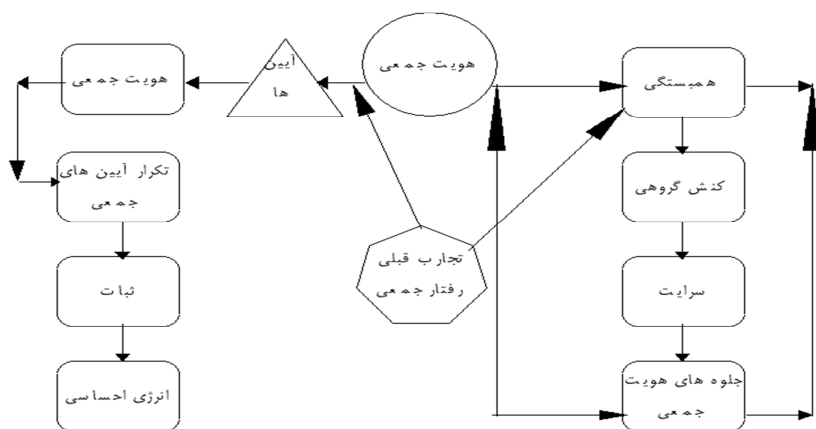 هویت جمعی
همبستگی
کنش گروهی
سرایت
جلوه های هویت
جمعی
تجارب قبلی
رفتار جمعی
آیین
ها
هویت جمعی
تکرار آیین های
جمعی
ثبات
انرژی احساسی